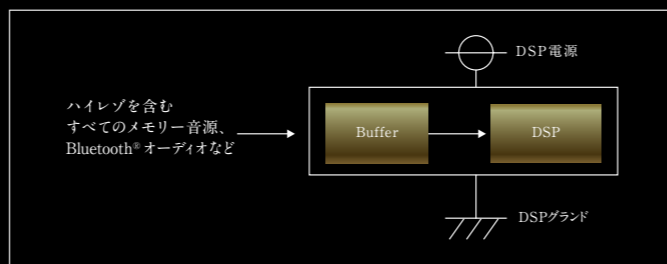 DSP電源
ハイレゾを含む
すべてのメモリー音源、
Bluetooth®オーディオなど
Buffer
DSP
DSPグランド